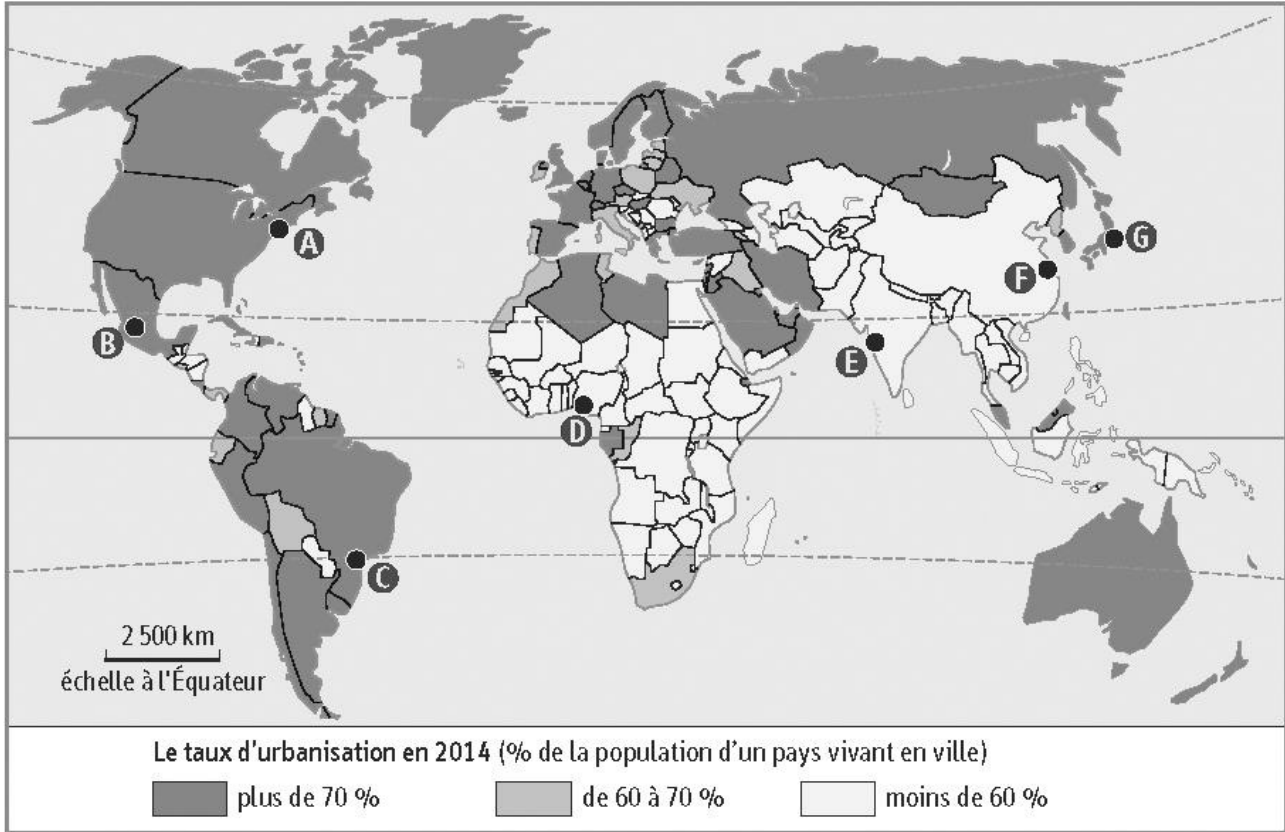 A
B
C
D
E
F
G
2 500 km
échelle à l'Équateur
Le taux d'urbanisation en 2014 (% de la population d'un pays vivant en ville)
plus de 70 %
de 60 à 70 %
moins de 60 %